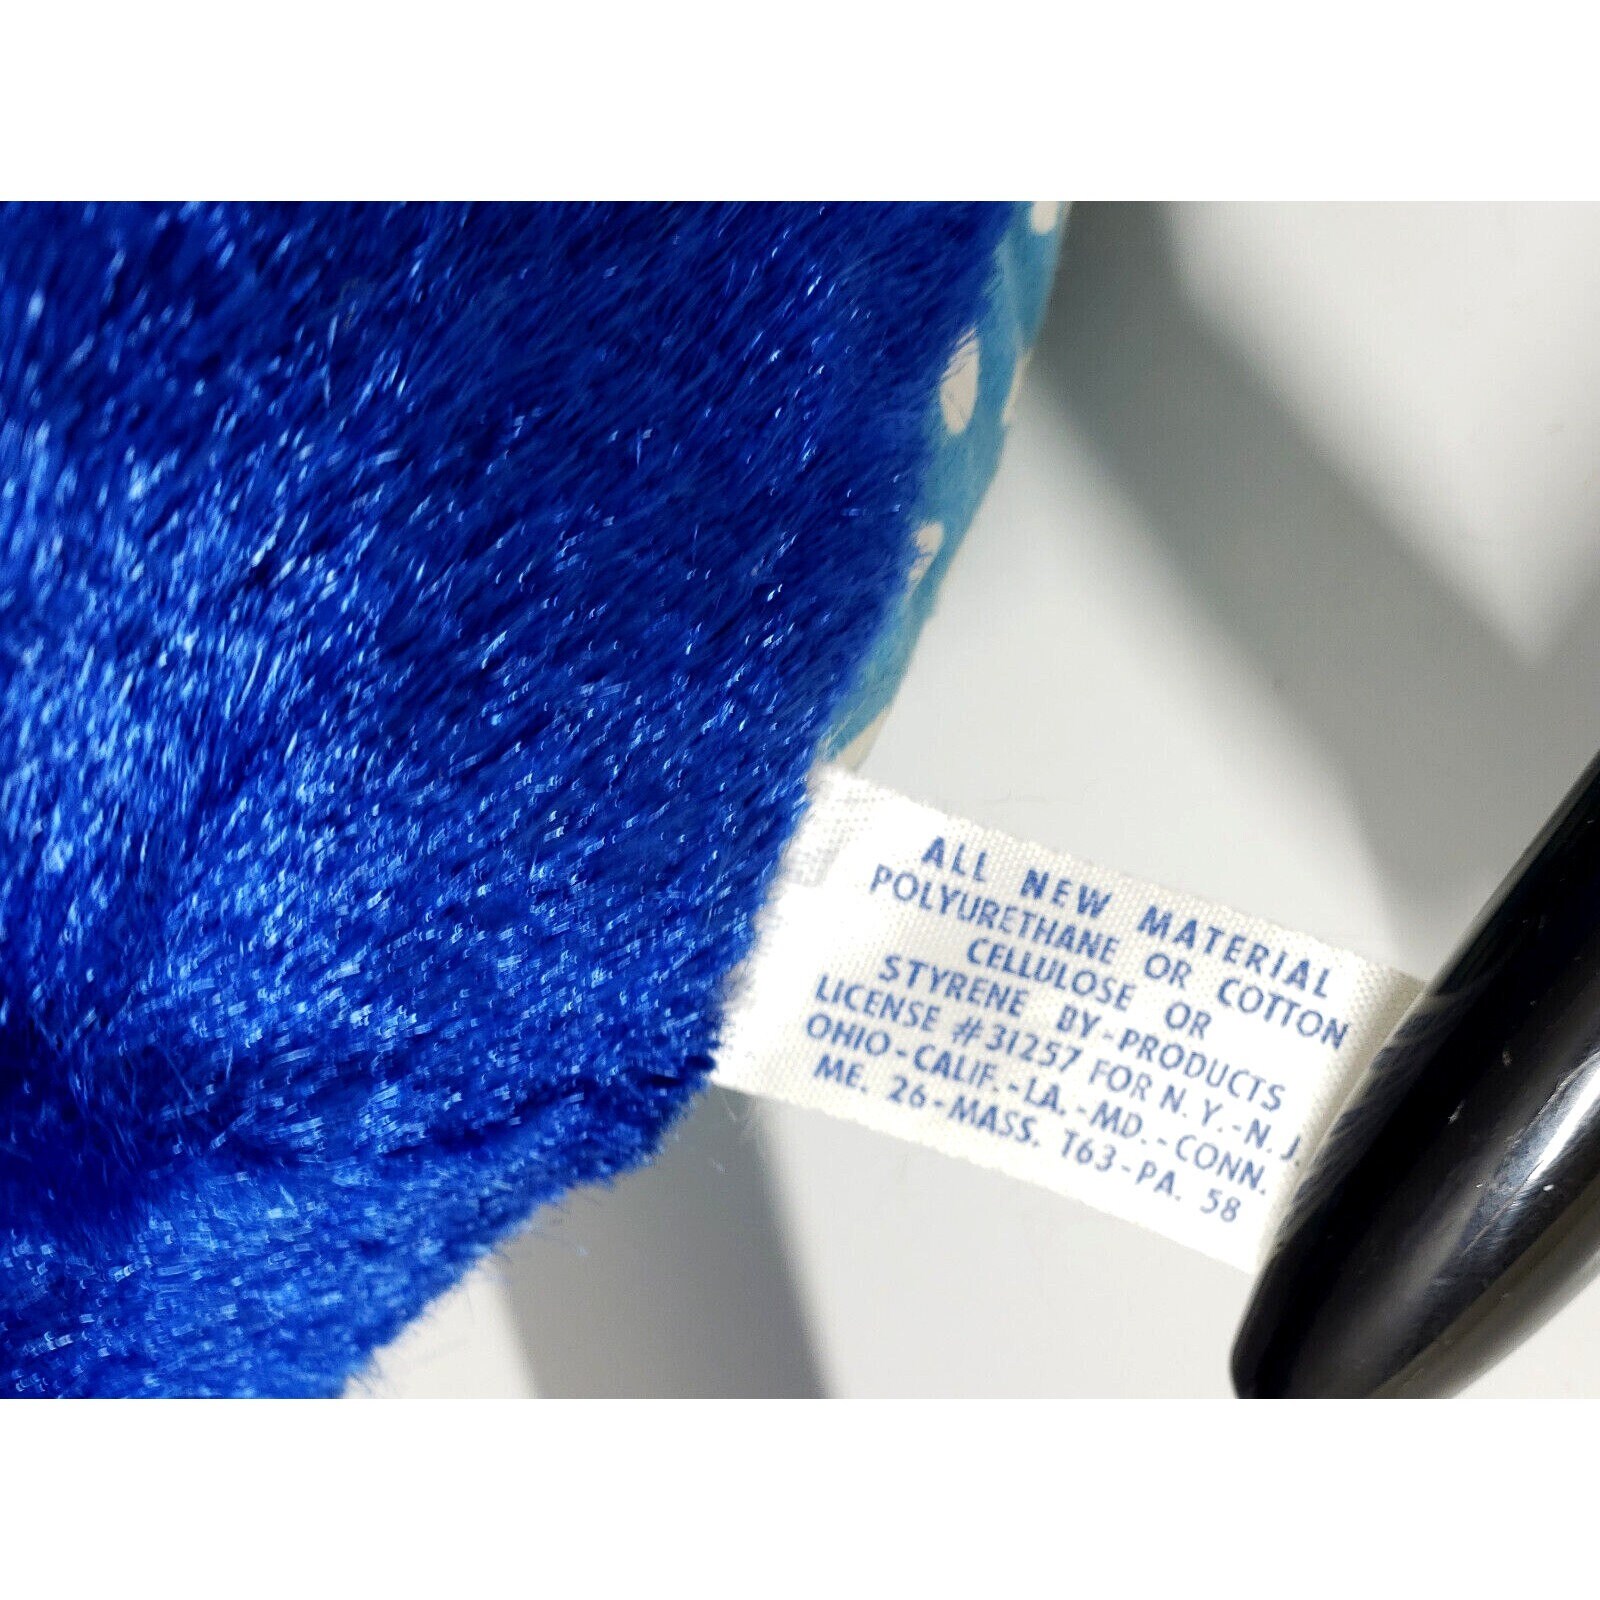 ALL NEW MATERIAL
POLYURETHANE OR COTTON
CELLULOSE OR
STYRENE BY-PRODUCTS
LICENSE #31257 FOR N.Y.-N.J.
OHIO-CALIF.-LA.-MD.-CONN.
ME. 26-MASS. T63-PA. 58